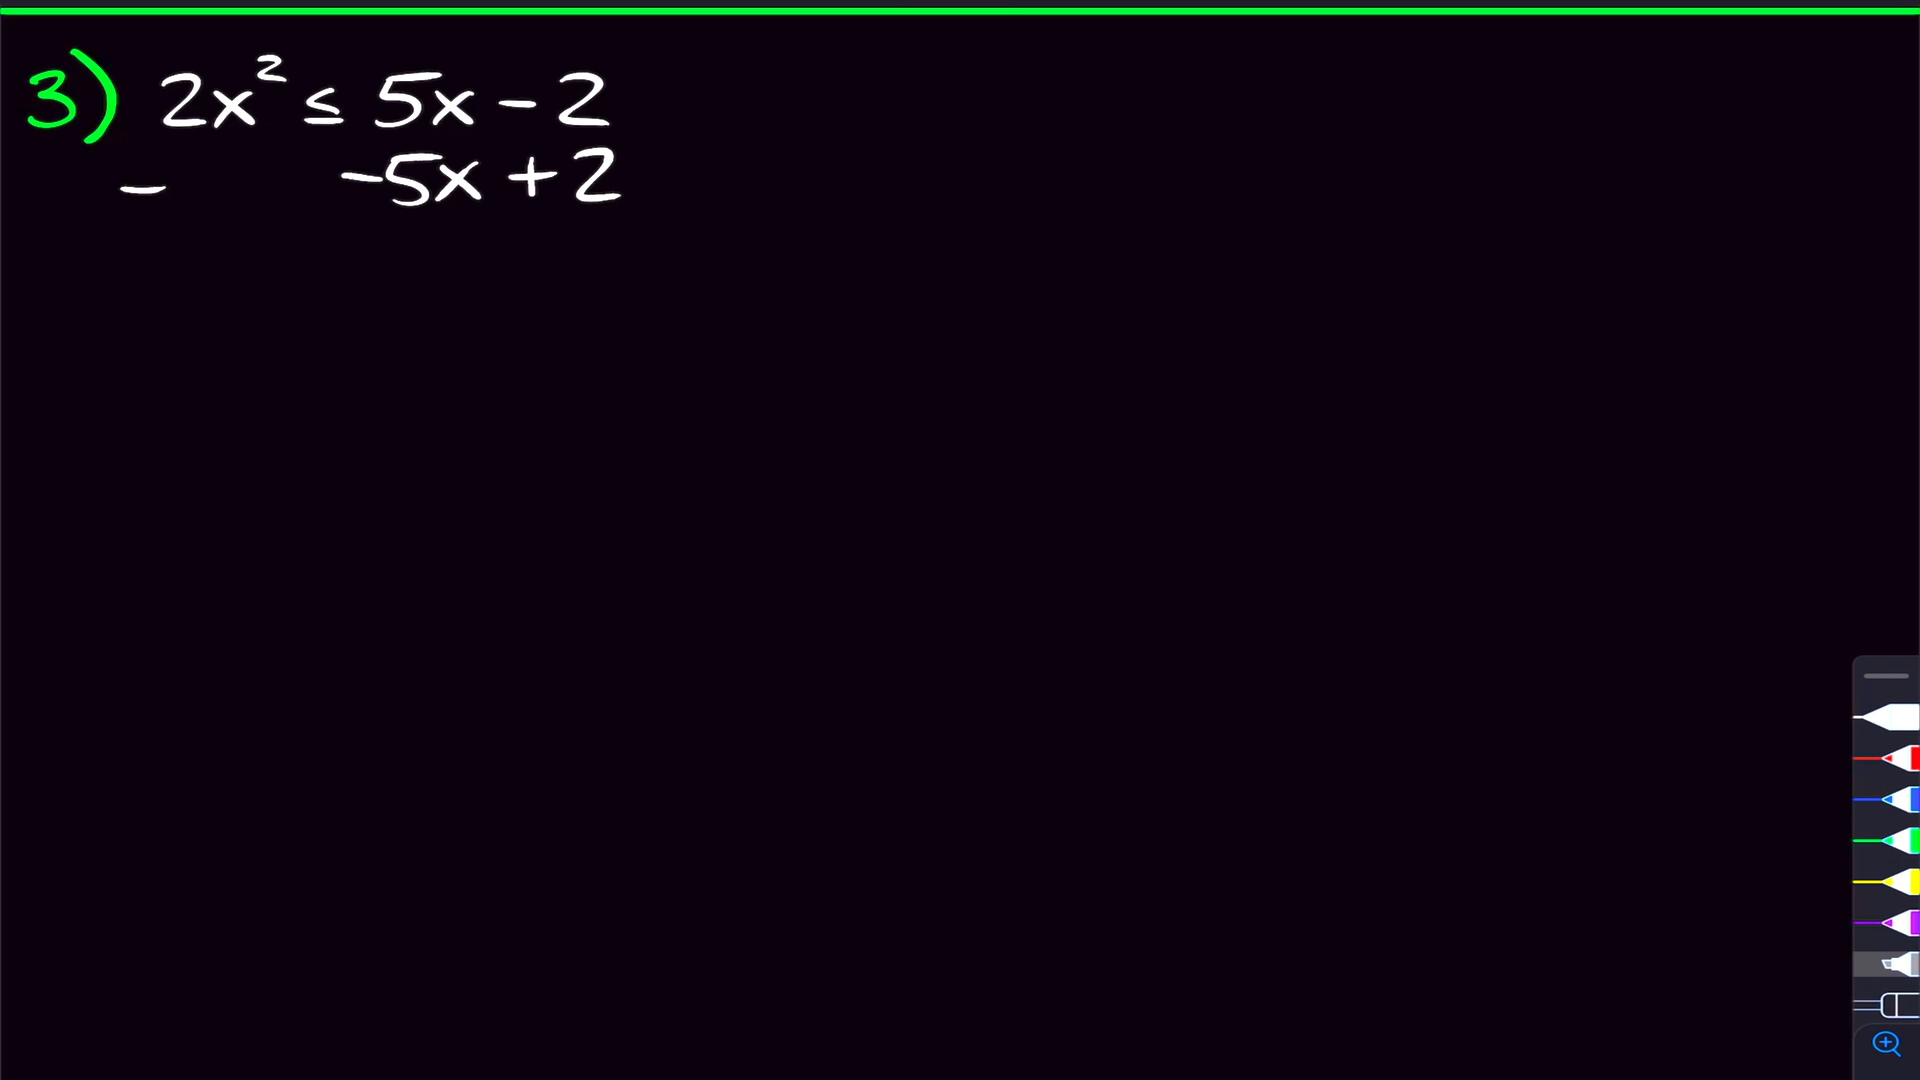 3) 2x² ≤ 5x - 2
- -5x + 2